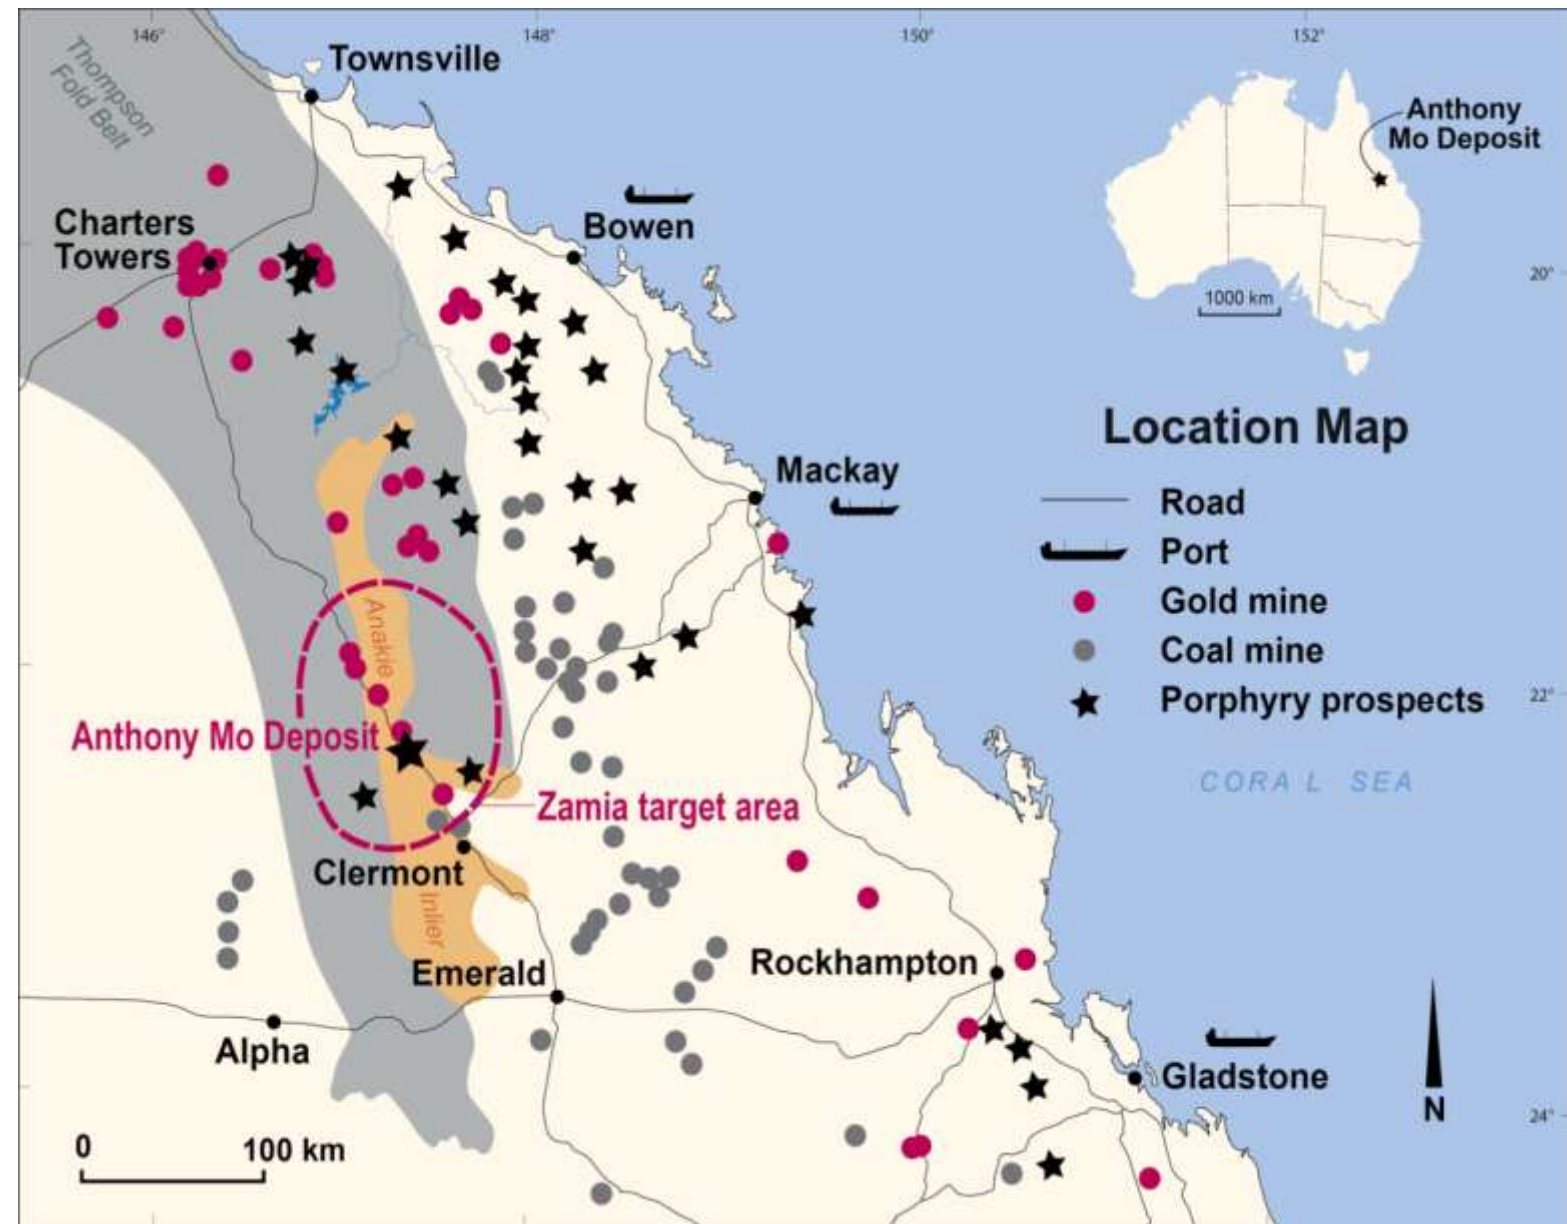 146°
148°
150°
152°
Thompson
Fold Belt
Townsville
Anthony
Mo Deposit
Charters
Towers
Bowen
20°
1000 km
Location Map
Mackay
Road
Port
Gold mine
Coal mine
Porphyry prospects
Anakie
22°
Anthony Mo Deposit
CORAL SEA
Zamia target area
Clermont
Inlier
Emerald
Rockhampton
Alpha
Gladstone
N
24°
0 100 km